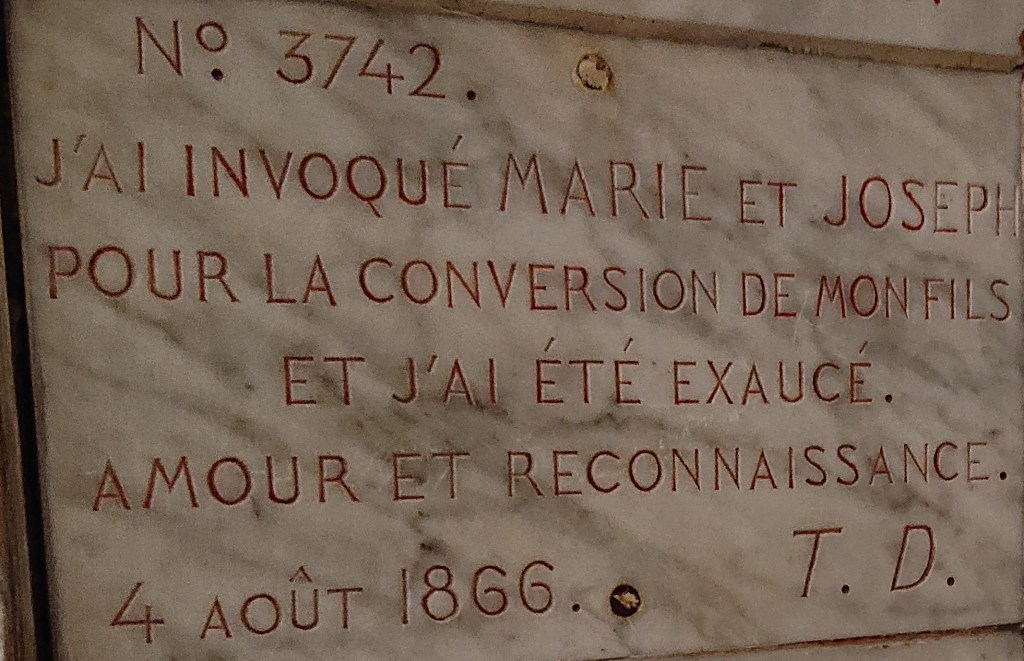 Nº. 3742.
J'AI INVOQUÉ MARIE ET JOSEPH
POUR LA CONVERSION DE MON FILS
ET J'AI ÉTÉ EXAUCÉ.
AMOUR ET RECONNAISSANCE.
T. D.
4 AOÛT 1866.